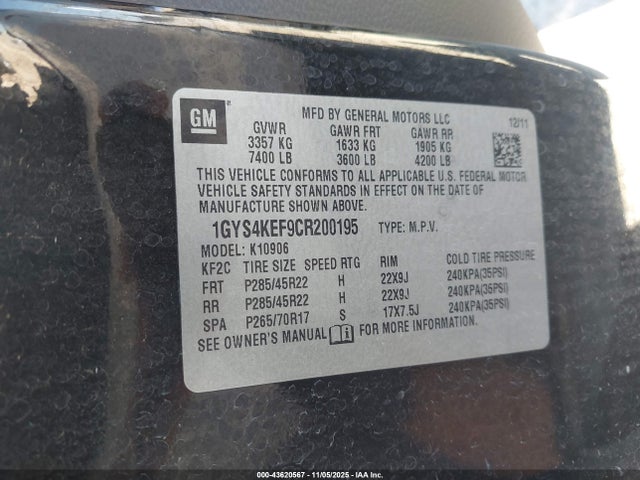 GM
MFD BY GENERAL MOTORS LLC
12/11
GVWR GAWR FRT GAWR RR
3357 KG 1633 KG 1905 KG
7400 LB 3600 LB 4200 LB
THIS VEHICLE CONFORMS TO ALL APPLICABLE U.S. FEDERAL MOTOR
VEHICLE SAFETY STANDARDS IN EFFECT ON THE DATE OF
MANUFACTURE SHOWN ABOVE.
1GYS4KEF9CR200195 TYPE: M.P.V.
MODEL: K10906
KF2C TIRE SIZE SPEED RTG RIM COLD TIRE PRESSURE
FRT P285/45R22 H 22X9J 240KPA(35PSI)
RR P285/45R22 H 22X9J 240KPA(35PSI)
SPA P265/70R17 S 17X7.5J 240KPA(35PSI)
SEE OWNER'S MANUAL FOR MORE INFORMATION.
OWNER: 43620567 - 11/05/2025 - IAA INC.